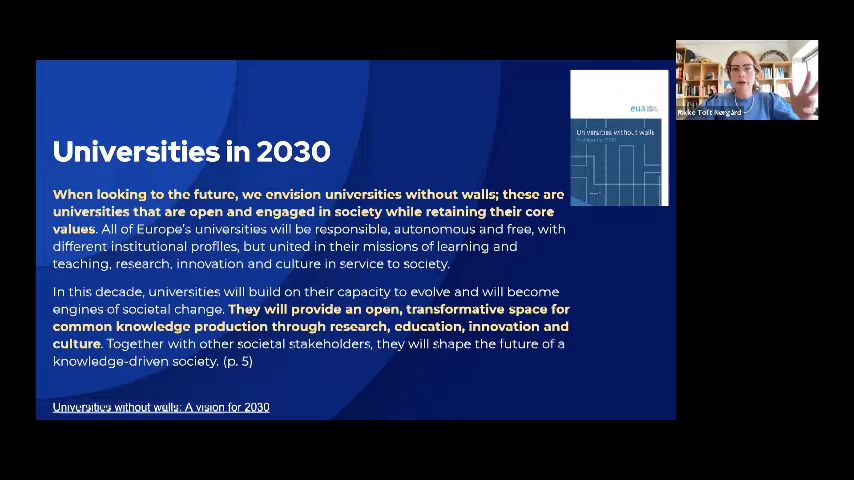 Universities in 2030
When looking to the future, we envision universities without walls; these are
universities that are open and engaged in society while retaining their core
values. All of Europe's universities will be responsible, autonomous and free, with
different institutional profiles, but united in their missions of learning and
teaching, research, innovation and culture in service to society.
In this decade, universities will build on their capacity to evolve and will become
engines of societal change. They will provide an open, transformative space for
common knowledge production through research, education, innovation and
culture. Together with other societal stakeholders, they will shape the future of a
knowledge-driven society. (p. 5)
Universities without walls: A vision for 2030
eua
Universities without walls
A vision for 2030
Rikke Toft Nørgård